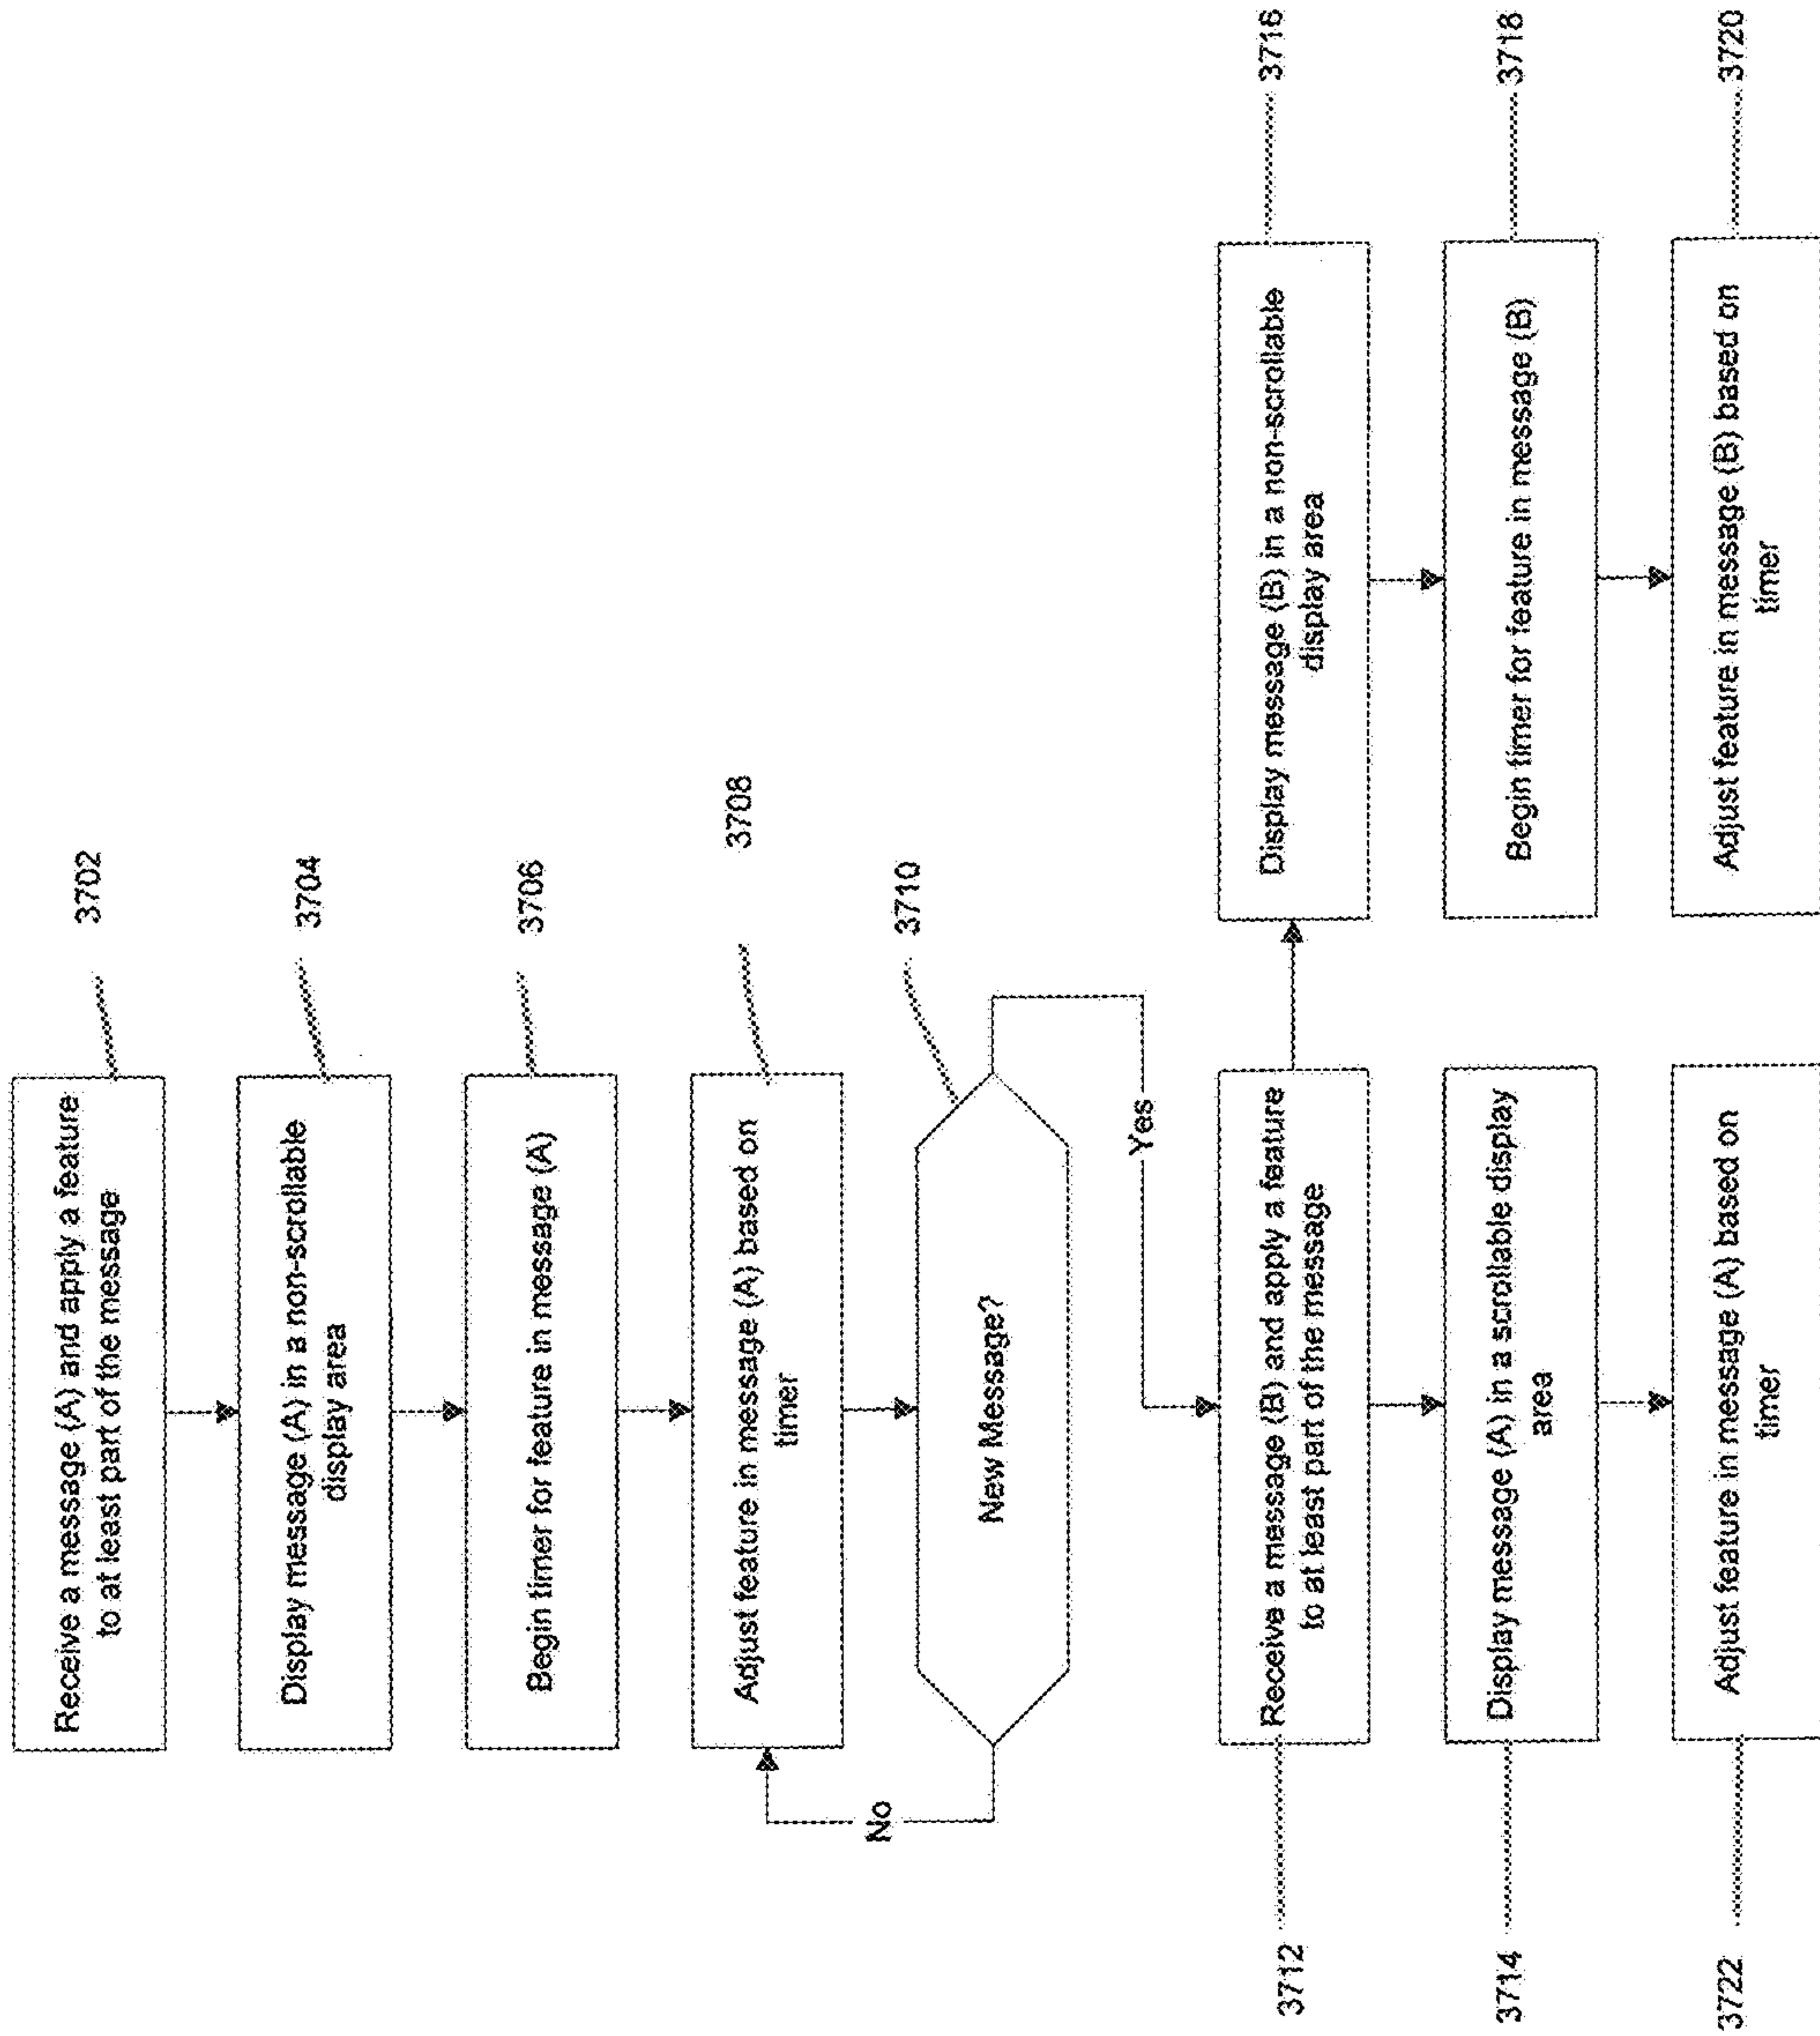 Receive a message (A) and apply a feature
to at least part of the message
3702
Display message (A) in a non-scrollable
display area
3704
Begin timer for feature in message (A)
3706
Adjust feature in message (A) based on
timer
3708
New Message?
3710
No
Yes
Receive a message (B) and apply a feature
to at least part of the message
3712
Display message (B) in a non-scrollable
display area
3716
Display message (A) in a scrollable display
area
3714
Begin timer for feature in message (B)
3718
Adjust feature in message (A) based on
timer
3722
Adjust feature in message (B) based on
timer
3720